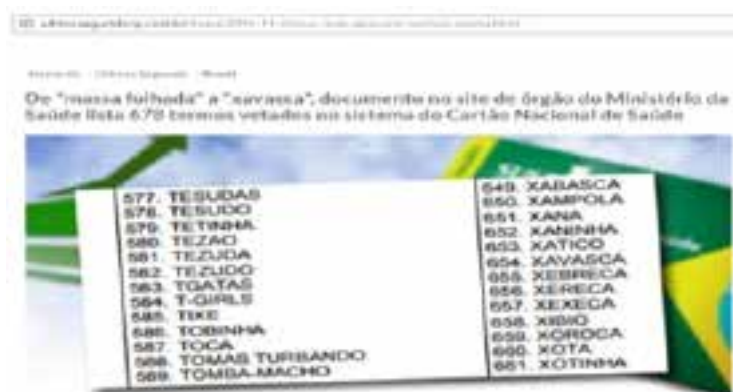 De "massa folhada" a "xavassa", documento no site de órgão do Ministério da
Saúde lista 678 termos vetados no sistema do Cartão Nacional de Saúde
577. TESUDAS
578. TESUDO
579. TETINHA
580. TEZAO
581. TEZUDA
582. TEZUDO
583. TGATAS
584. T-GIRLS
585. TIXE
586. TOBINHA
587. TOCA
588. TOMAS TURBANDO
589. TOMBA-MACHO
649. XABASCA
650. XAMPOLA
651. XANA
652. XANINHA
653. XATICO
654. XAVASCA
655. XEBRECA
656. XERECA
657. XEXECA
658. XIBIO
659. XOROCA
660. XOTA
661. XOTINHA